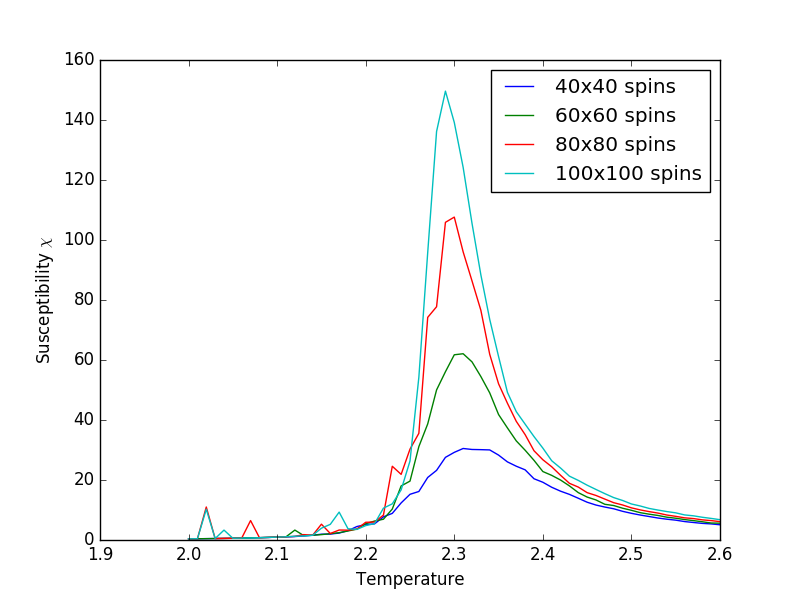 160
140
120
100
80
60
40
20
0
Susceptibility χ
1.9 2.0 2.1 2.2 2.3 2.4 2.5 2.6
Temperature
40x40 spins
60x60 spins
80x80 spins
100x100 spins